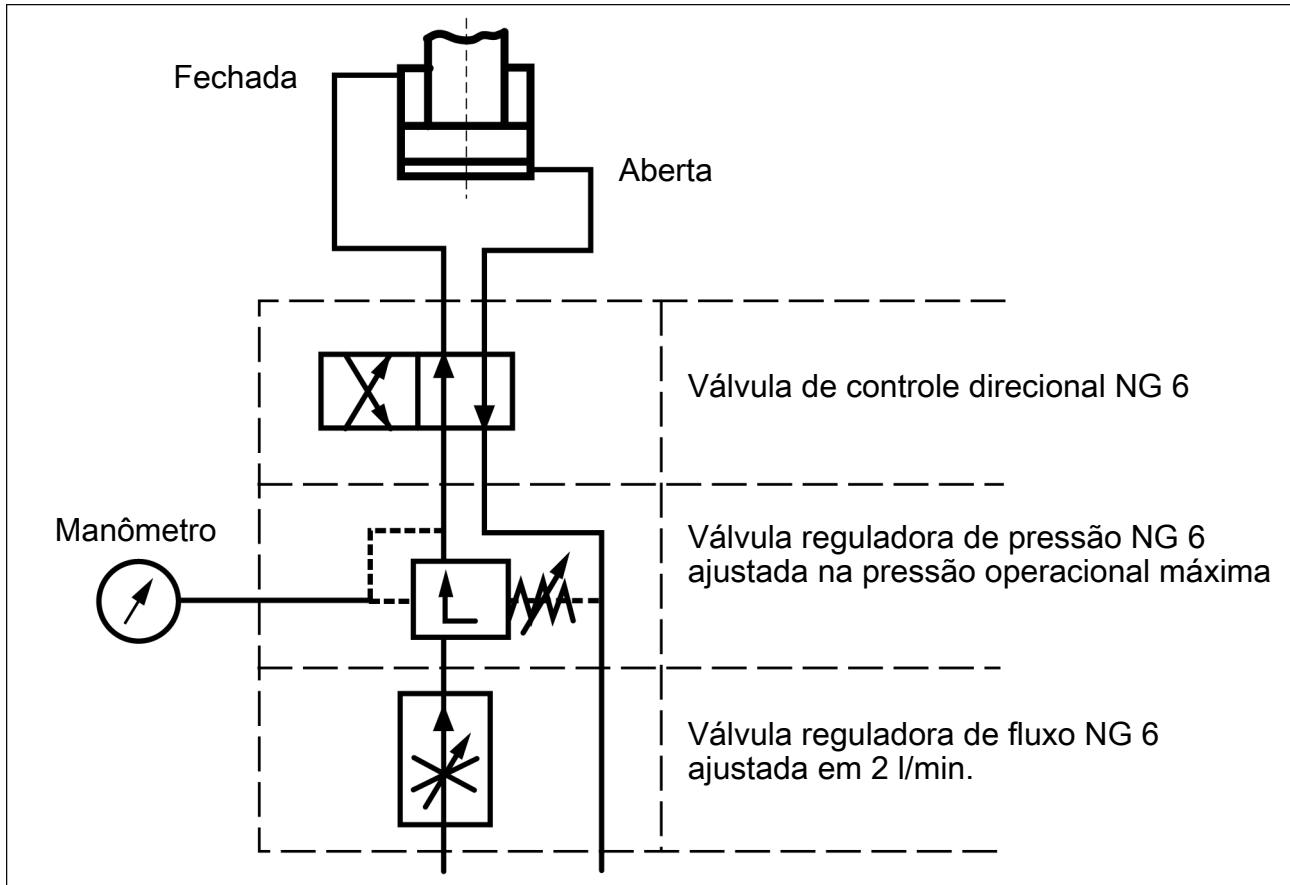 Fechada
Aberta
Válvula de controle direcional NG 6
Manômetro
Válvula reguladora de pressão NG 6
ajustada na pressão operacional máxima
Válvula reguladora de fluxo NG 6
ajustada em 2 l/min.